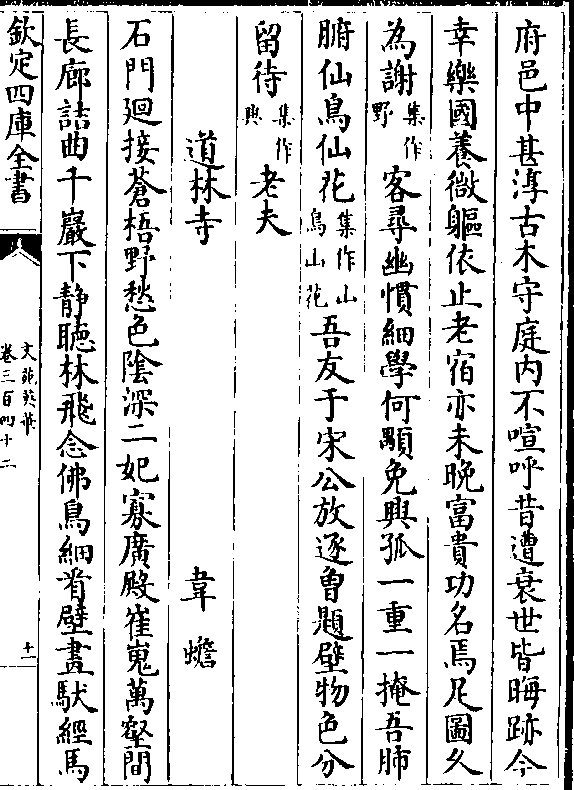 府邑中甚淳古木守庭内不喧呼昔遭衰世皆晦跡今
幸樂國養微軀依止老宿亦未晚富貴功名焉足圖久
為謝集作野客尋幽慣細學何顒免興孤一重一掩吾肺
腑仙鳥仙花集作山鳥山花吾友于宋公放逐曽題壁物色分
留待集作與老夫
道林寺 韋蟾
石門廻接蒼梧野愁色陰深二妃寡廣殿崔嵬萬壑間
長廊詰曲千巖下静聴林飛念佛鳥細看壁畫馱經馬
欽定四庫全書
文苑英華
卷三百四十二
十一